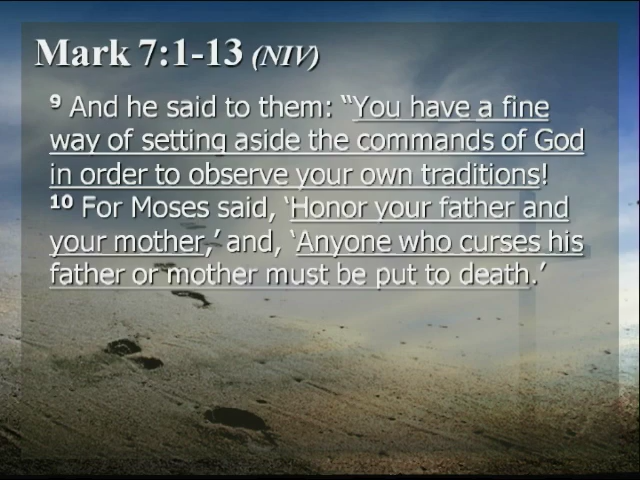 Mark 7:1-13 (NIV)
9 And he said to them: “You have a fine
way of setting aside the commands of God
in order to observe your own traditions!
10 For Moses said, ‘Honor your father and
your mother,’ and, ‘Anyone who curses his
father or mother must be put to death.’